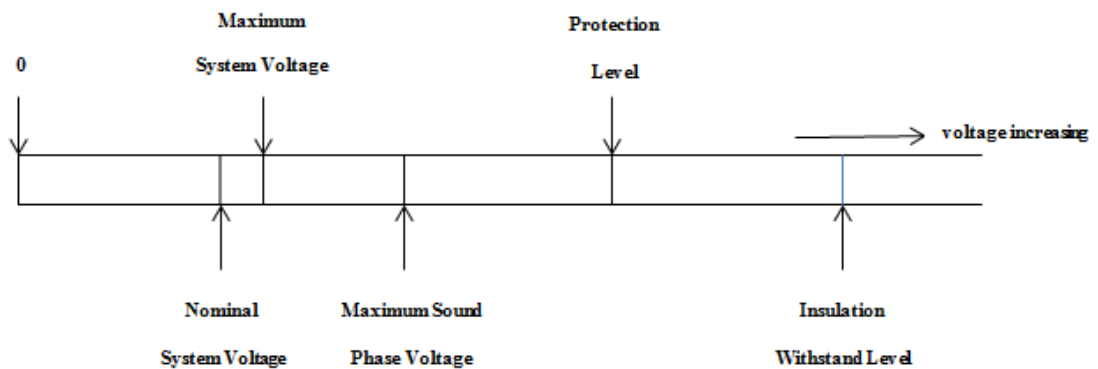 Maximum
System Voltage
Protection
Level
0
voltage increasing
Nominal
System Voltage
Maximum Sound
Phase Voltage
Insulation
Withstand Level